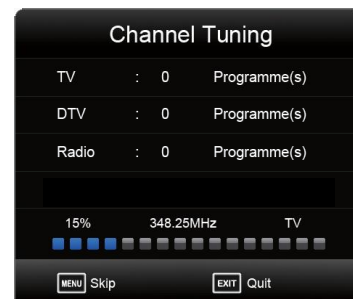 Channel Tuning
TV : 0 Programme(s)
DTV : 0 Programme(s)
Radio : 0 Programme(s)
15% 348.25MHz TV
MENU Skip EXIT Quit